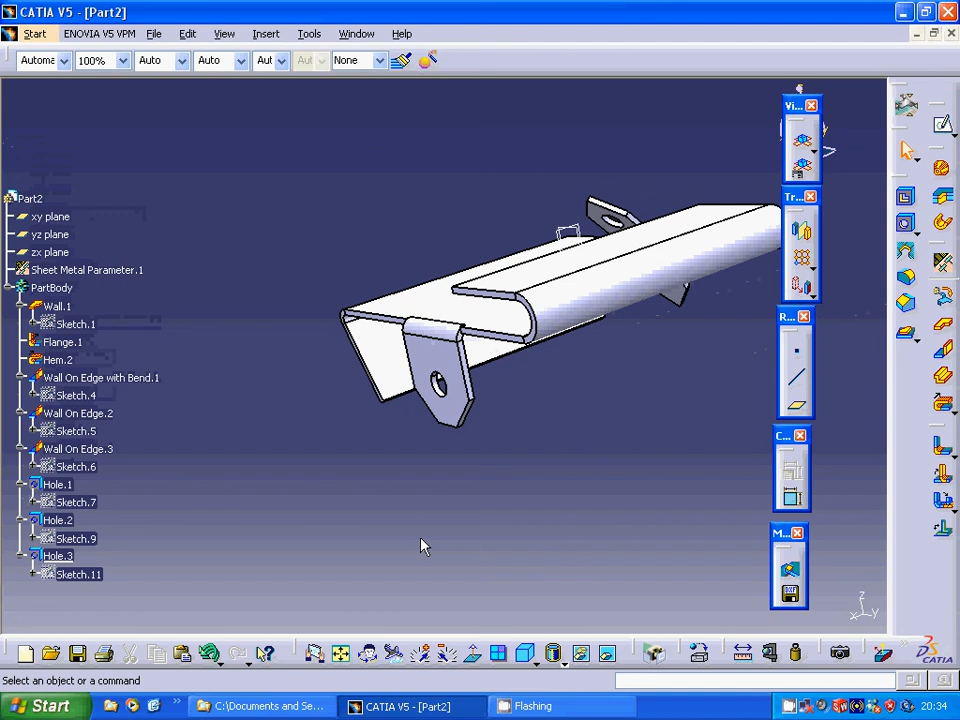 CATIA V5 - [Part2]
Start ENOVIA V5 VPM File Edit View Insert Tools Window Help
Automa 100% Auto Auto Aut Aut None
Vi...
Tr...
R...
C...
M...
DXF
Part2
xy plane
yz plane
zx plane
Sheet Metal Parameter.1
PartBody
Wall.1
Sketch.1
Flange.1
Hem.2
Wall On Edge with Bend.1
Sketch.4
Wall On Edge.2
Sketch.5
Wall On Edge.3
Sketch.6
Hole.1
Sketch.7
Hole.2
Sketch.9
Hole.3
Sketch.11
z
x y
CATIA
Select an object or a command
Start C:\Documents and Se... CATIA V5 - [Part2] Flashing 20:34